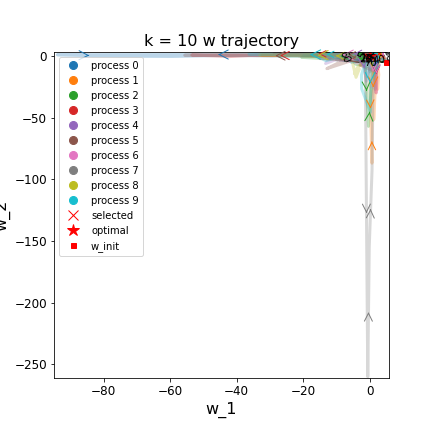 k = 10 w trajectory
0
−50
−100
−150
−200
−250
w_2
process 0
process 1
process 2
process 3
process 4
process 5
process 6
process 7
process 8
process 9
selected
optimal
w_init
−80
−60
−40
−20
0
w_1